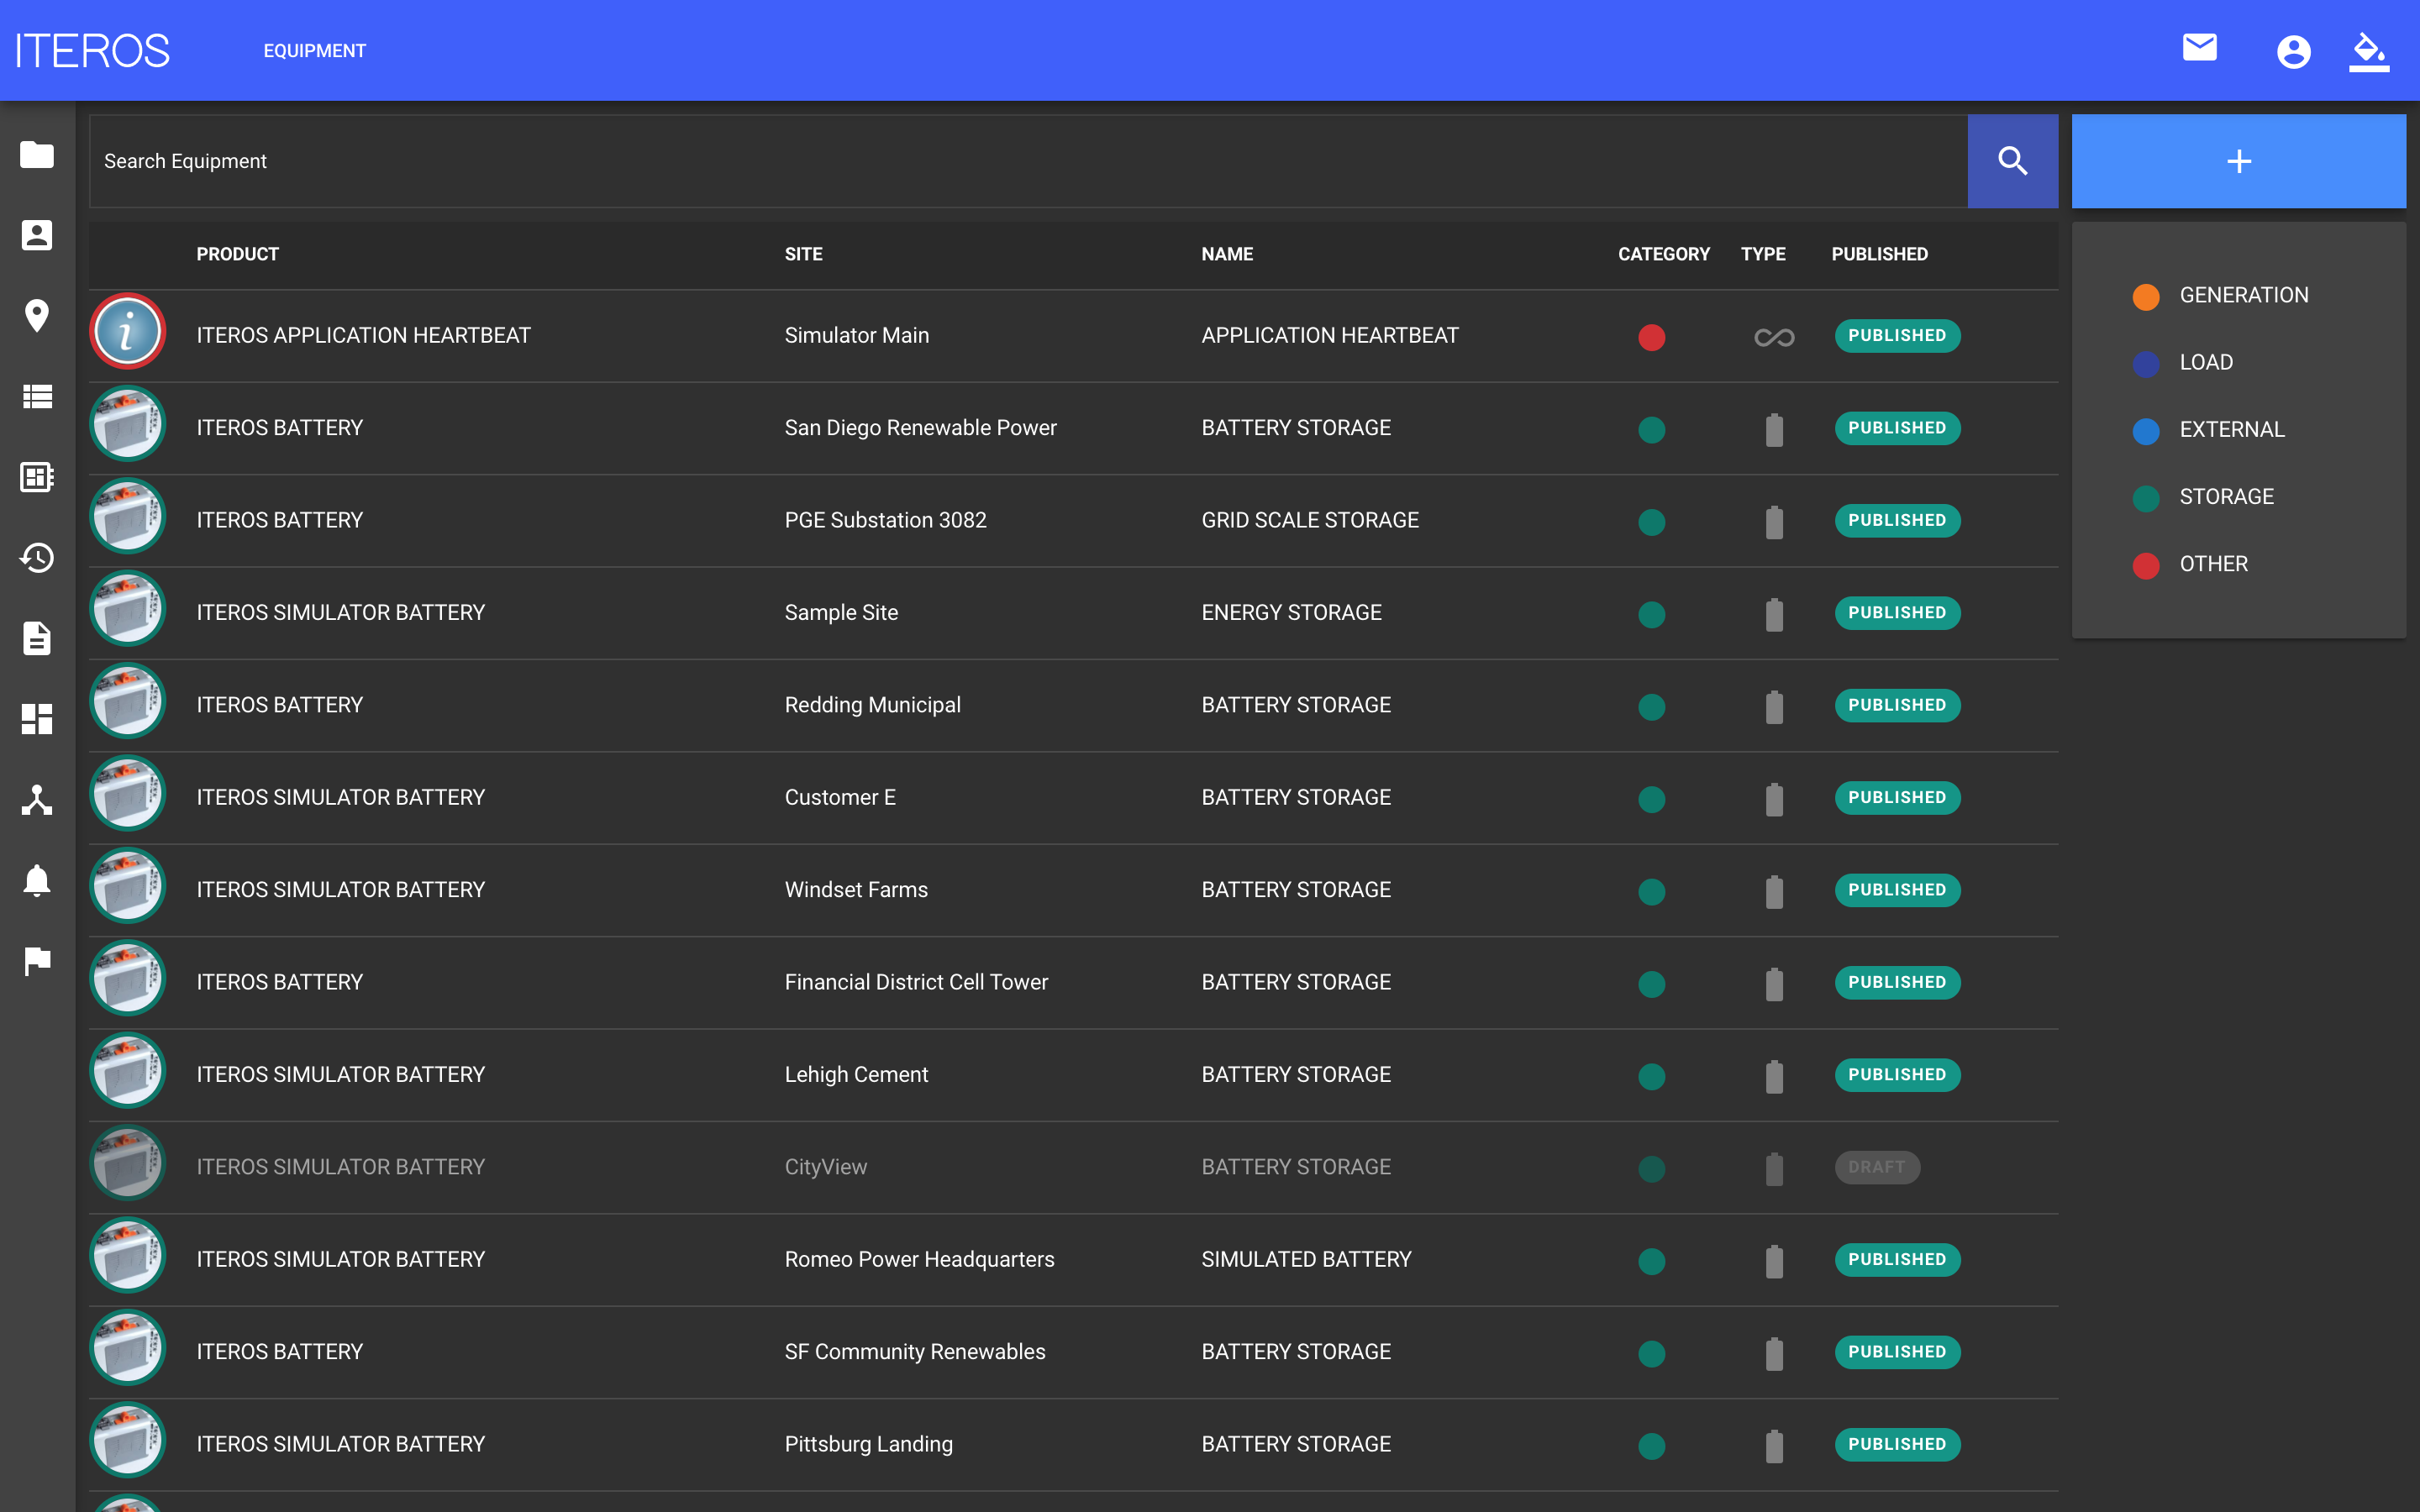 ITEROS EQUIPMENT
Search Equipment
PRODUCT SITE NAME CATEGORY TYPE PUBLISHED
i ITEROS APPLICATION HEARTBEAT Simulator Main APPLICATION HEARTBEAT PUBLISHED
ITEROS BATTERY San Diego Renewable Power BATTERY STORAGE PUBLISHED
ITEROS BATTERY PGE Substation 3082 GRID SCALE STORAGE PUBLISHED
ITEROS SIMULATOR BATTERY Sample Site ENERGY STORAGE PUBLISHED
ITEROS BATTERY Redding Municipal BATTERY STORAGE PUBLISHED
ITEROS SIMULATOR BATTERY Customer E BATTERY STORAGE PUBLISHED
ITEROS SIMULATOR BATTERY Windset Farms BATTERY STORAGE PUBLISHED
ITEROS BATTERY Financial District Cell Tower BATTERY STORAGE PUBLISHED
ITEROS SIMULATOR BATTERY Lehigh Cement BATTERY STORAGE PUBLISHED
ITEROS SIMULATOR BATTERY CityView BATTERY STORAGE DRAFT
ITEROS SIMULATOR BATTERY Romeo Power Headquarters SIMULATED BATTERY PUBLISHED
ITEROS BATTERY SF Community Renewables BATTERY STORAGE PUBLISHED
ITEROS SIMULATOR BATTERY Pittsburg Landing BATTERY STORAGE PUBLISHED
+
GENERATION
LOAD
EXTERNAL
STORAGE
OTHER